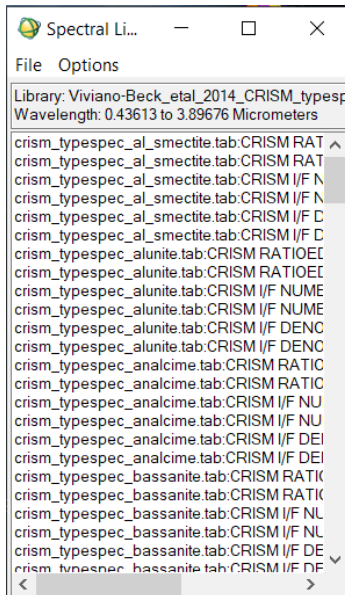 Spectral Li...
File Options
Library: Viviano-Beck_etal_2014_CRISM_typesp
Wavelength: 0.43613 to 3.89676 Micrometers
crism_typespec_al_smectite.tab:CRISM RAT
crism_typespec_al_smectite.tab:CRISM RAT
crism_typespec_al_smectite.tab:CRISM I/F N
crism_typespec_al_smectite.tab:CRISM I/F N
crism_typespec_al_smectite.tab:CRISM I/F D
crism_typespec_al_smectite.tab:CRISM I/F D
crism_typespec_alunite.tab:CRISM RATIOED
crism_typespec_alunite.tab:CRISM RATIOED
crism_typespec_alunite.tab:CRISM I/F NUME
crism_typespec_alunite.tab:CRISM I/F NUME
crism_typespec_alunite.tab:CRISM I/F DENO
crism_typespec_alunite.tab:CRISM I/F DENO
crism_typespec_analcime.tab:CRISM RATIO
crism_typespec_analcime.tab:CRISM RATIO
crism_typespec_analcime.tab:CRISM I/F NU
crism_typespec_analcime.tab:CRISM I/F NU
crism_typespec_analcime.tab:CRISM I/F DE
crism_typespec_analcime.tab:CRISM I/F DE
crism_typespec_bassanite.tab:CRISM RATI
crism_typespec_bassanite.tab:CRISM RATI
crism_typespec_bassanite.tab:CRISM I/F NU
crism_typespec_bassanite.tab:CRISM I/F NU
crism_typespec_bassanite.tab:CRISM I/F DE
crism_typespec_bassanite.tab:CRISM I/F DE